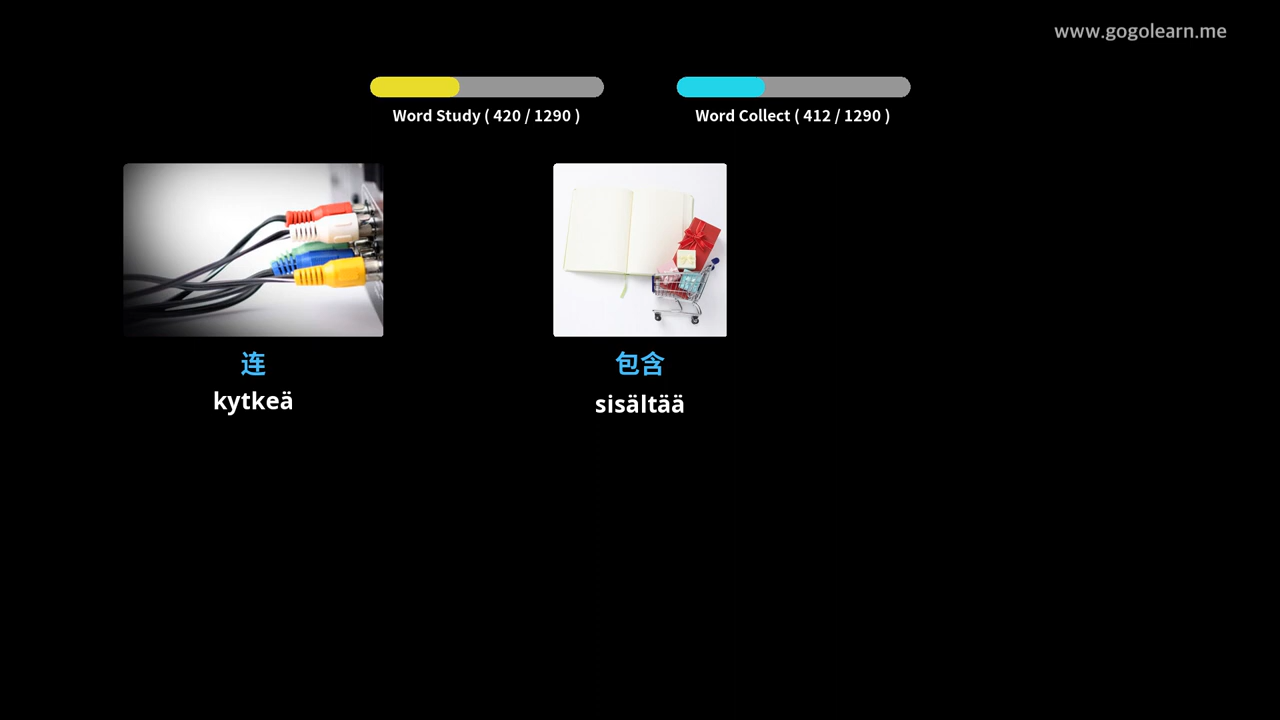 www.gogolearn.me
Word Study ( 420 / 1290 )
Word Collect ( 412 / 1290 )
连
kytkeä
包含
sisältää